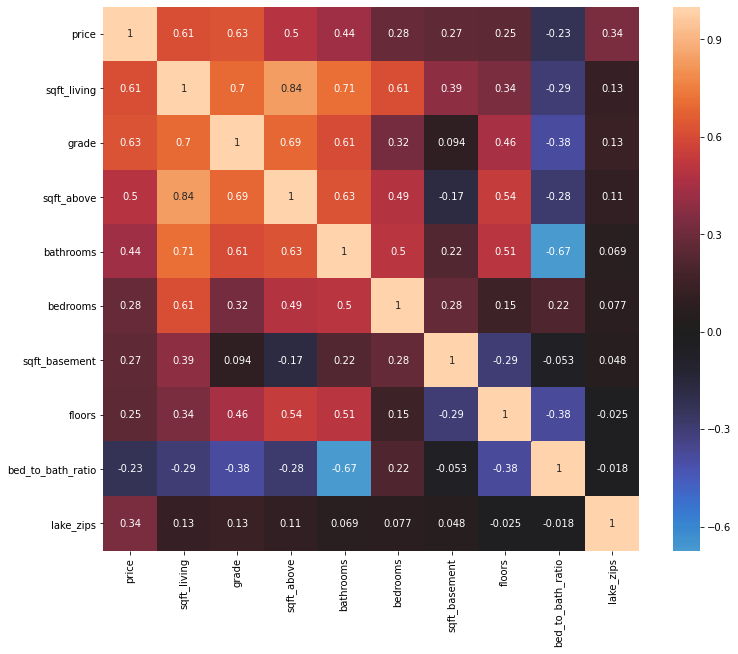 price 1 0.61 0.63 0.5 0.44 0.28 0.27 0.25 -0.23 0.34
sqft_living 0.61 1 0.7 0.84 0.71 0.61 0.39 0.34 -0.29 0.13
grade 0.63 0.7 1 0.69 0.61 0.32 0.094 0.46 -0.38 0.13
sqft_above 0.5 0.84 0.69 1 0.63 0.49 -0.17 0.54 -0.28 0.11
bathrooms 0.44 0.71 0.61 0.63 1 0.5 0.22 0.51 -0.67 0.069
bedrooms 0.28 0.61 0.32 0.49 0.5 1 0.28 0.15 0.22 0.077
sqft_basement 0.27 0.39 0.094 -0.17 0.22 0.28 1 -0.29 -0.053 0.048
floors 0.25 0.34 0.46 0.54 0.51 0.15 -0.29 1 -0.38 -0.025
bed_to_bath_ratio -0.23 -0.29 -0.38 -0.28 -0.67 0.22 -0.053 -0.38 1 -0.018
lake_zips 0.34 0.13 0.13 0.11 0.069 0.077 0.048 -0.025 -0.018 1
price
sqft_living
grade
sqft_above
bathrooms
bedrooms
sqft_basement
floors
bed_to_bath_ratio
lake_zips
0.9
0.6
0.3
0.0
−0.3
−0.6